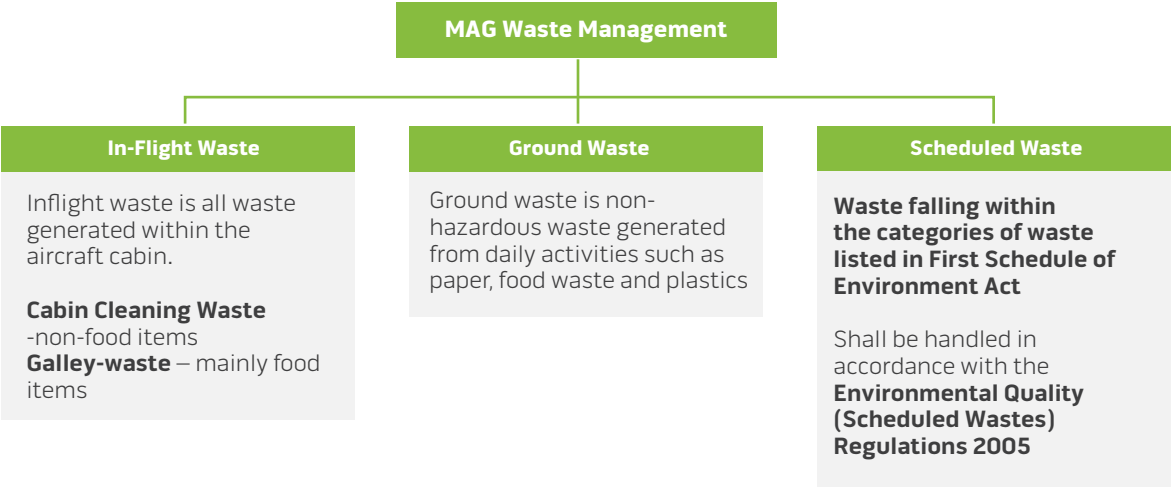 MAG Waste Management
In-Flight Waste
Inflight waste is all waste
generated within the
aircraft cabin.
Cabin Cleaning Waste
-non-food items
Galley-waste – mainly food
items
Ground Waste
Ground waste is non-
hazardous waste generated
from daily activities such as
paper, food waste and plastics
Scheduled Waste
Waste falling within
the categories of waste
listed in First Schedule of
Environment Act
Shall be handled in
accordance with the
Environmental Quality
(Scheduled Wastes)
Regulations 2005